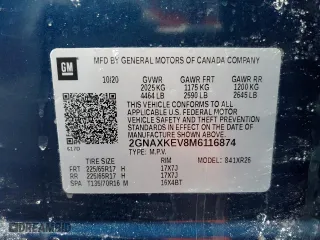 GM
MFD BY GENERAL MOTORS OF CANADA COMPANY
10/20 GVWR GAWR FRT GAWR RR
2025 KG 1175 KG 1200 KG
4464 LB 2590 LB 2645 LB
THIS VEHICLE CONFORMS TO ALL
APPLICABLE U.S. FEDERAL MOTOR
VEHICLE SAFETY, BUMPER, AND THEFT
PREVENTION STANDARDS IN EFFECT ON THE
DATE OF MANUFACTURE SHOWN ABOVE.
2GNAXKEV8M6116874
TYPE: M.P.V. MODEL: 841XR26
TIRE SIZE RIM
FRT 225/65R17 H 17X7J
RR 225/65R17 H 17X7J
SPA T135/70R16 M 16X4BT